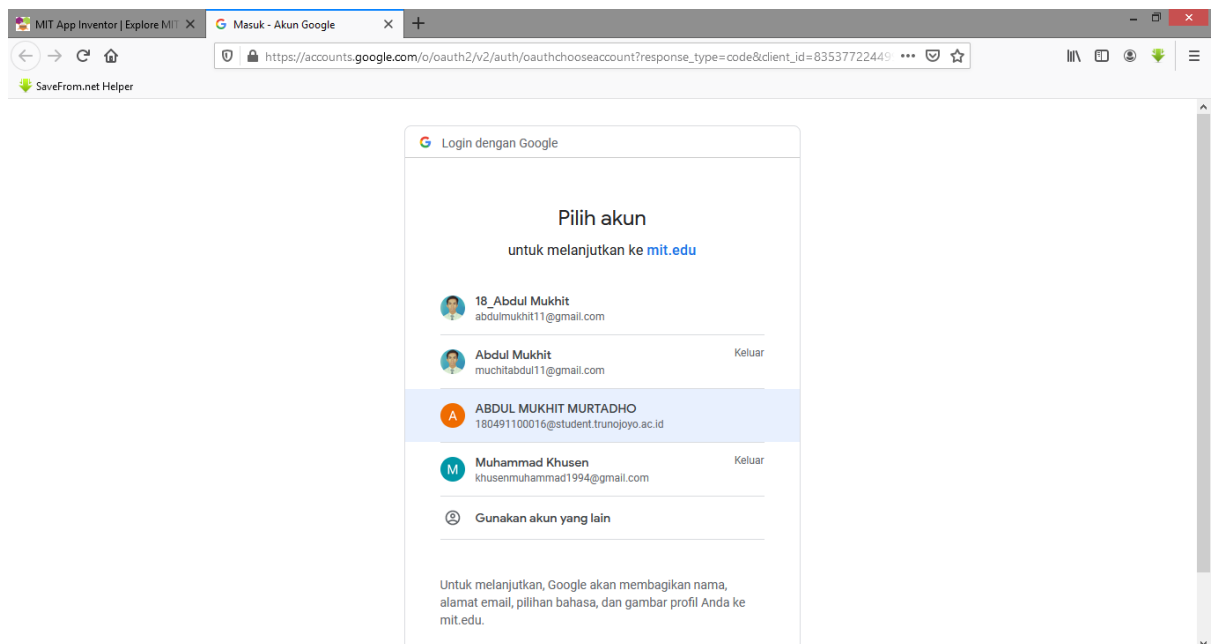 MIT App Inventor | Explore MIT
Masuk - Akun Google
https://accounts.google.com/o/oauth2/v2/auth/oauthchooseaccount?response_type=code&client_id=83537722449
SaveFrom.net Helper
Login dengan Google
Pilih akun
untuk melanjutkan ke mit.edu
18_Abdul Mukhit
abdulmukhit11@gmail.com
Abdul Mukhit
Keluar
muchitabdul11@gmail.com
A
ABDUL MUKHIT MURTADHO
180491100016@student.trunojoyo.ac.id
M
Muhammad Khusen
Keluar
khusenmuhammad1994@gmail.com
Gunakan akun yang lain
Untuk melanjutkan, Google akan membagikan nama,
alamat email, pilihan bahasa, dan gambar profil Anda ke
mit.edu.